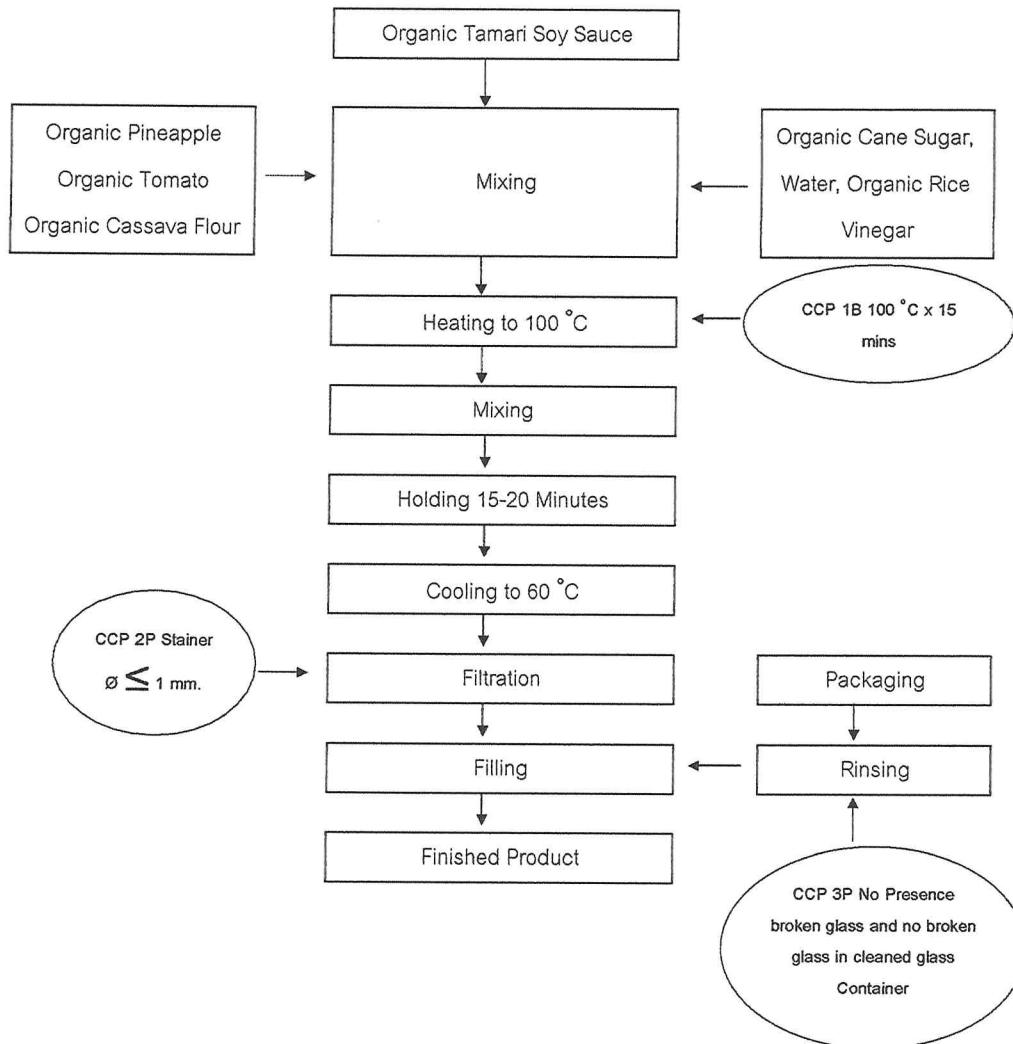 Organic Tamari Soy Sauce
Organic Pineapple
Organic Tomato
Organic Cassava Flour
Mixing
Organic Cane Sugar,
Water, Organic Rice
Vinegar
Heating to 100 °C
CCP 1B 100 °C x 15
mins
Mixing
Holding 15-20 Minutes
Cooling to 60 °C
CCP 2P Stainer
ø ≤ 1 mm.
Filtration
Packaging
Filling
Rinsing
Finished Product
CCP 3P No Presence
broken glass and no broken
glass in cleaned glass
Container